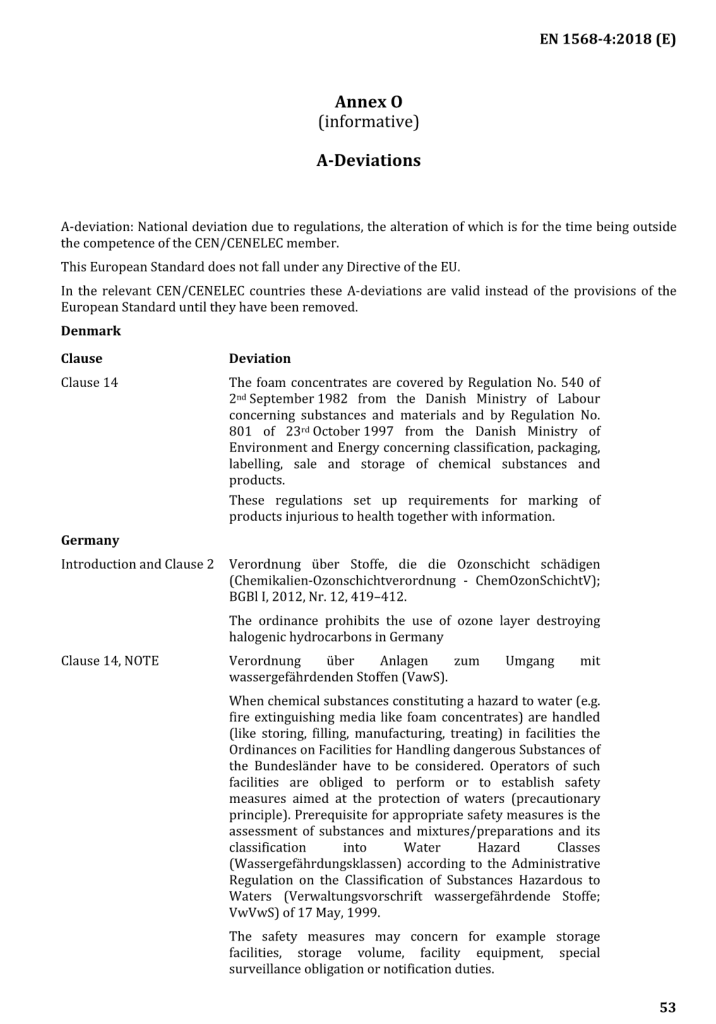 EN 1568-4:2018 (E)
Annex O
(informative)
A-Deviations
A-deviation: National deviation due to regulations, the alteration of which is for the time being outside
the competence of the CEN/CENELEC member.
This European Standard does not fall under any Directive of the EU.
In the relevant CEN/CENELEC countries these A-deviations are valid instead of the provisions of the
European Standard until they have been removed.
Denmark
Clause Deviation
Clause 14 The foam concentrates are covered by Regulation No. 540 of
2nd September 1982 from the Danish Ministry of Labour
concerning substances and materials and by Regulation No.
801 of 23rd October 1997 from the Danish Ministry of
Environment and Energy concerning classification, packaging,
labelling, sale and storage of chemical substances and
products.
These regulations set up requirements for marking of
products injurious to health together with information.
Germany
Introduction and Clause 2 Verordnung über Stoffe, die die Ozonschicht schädigen
(Chemikalien-Ozonschichtverordnung - ChemOzonSchichtV);
BGBl I, 2012, Nr. 12, 419–412.
The ordinance prohibits the use of ozone layer destroying
halogenic hydrocarbons in Germany
Clause 14, NOTE Verordnung über Anlagen zum Umgang mit
wassergefährdenden Stoffen (VawS).
When chemical substances constituting a hazard to water (e.g.
fire extinguishing media like foam concentrates) are handled
(like storing, filling, manufacturing, treating) in facilities the
Ordinances on Facilities for Handling dangerous Substances of
the Bundesländer have to be considered. Operators of such
facilities are obliged to perform or to establish safety
measures aimed at the protection of waters (precautionary
principle). Prerequisite for appropriate safety measures is the
assessment of substances and mixtures/preparations and its
classification into Water Hazard Classes
(Wassergefährdungsklassen) according to the Administrative
Regulation on the Classification of Substances Hazardous to
Waters (Verwaltungsvorschrift wassergefährdende Stoffe;
VwVwS) of 17 May, 1999.
The safety measures may concern for example storage
facilities, storage volume, facility equipment, special
surveillance obligation or notification duties.
53